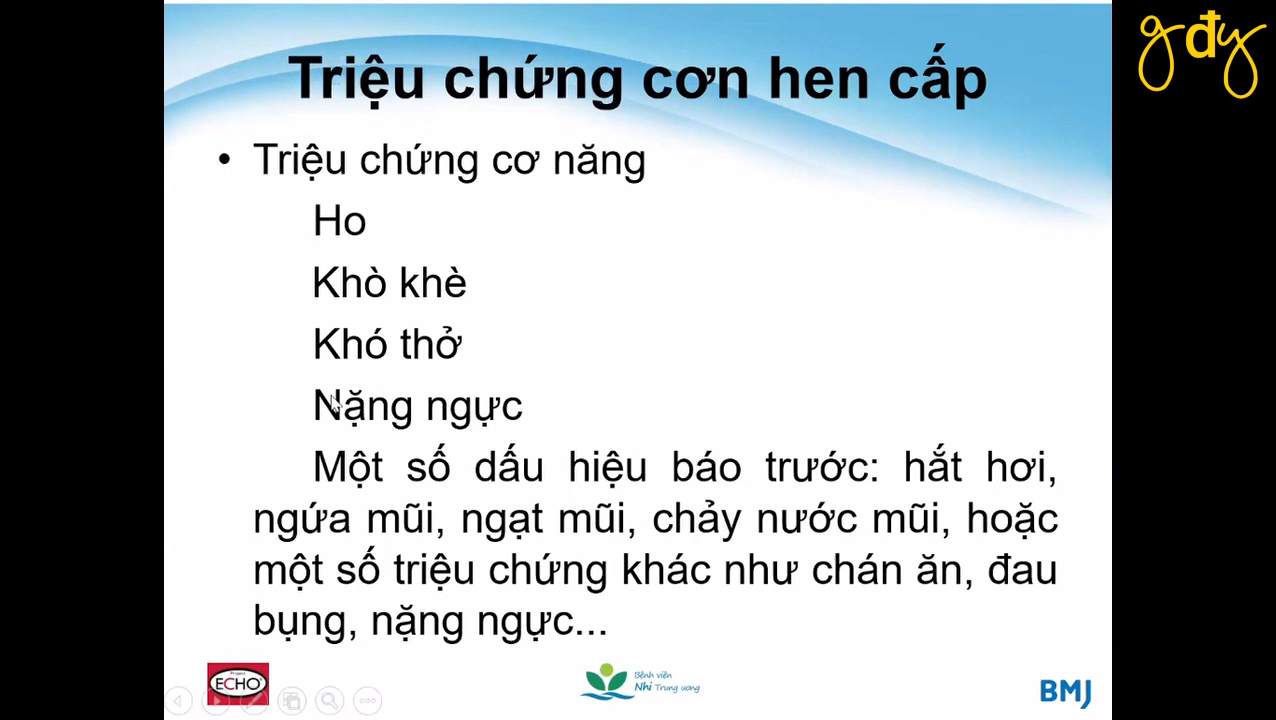 gđy
Triệu chứng cơn hen cấp
• Triệu chứng cơ năng
Ho
Khò khè
Khó thở
Nặng ngực
Một số dấu hiệu báo trước: hắt hơi,
ngứa mũi, ngạt mũi, chảy nước mũi, hoặc
một số triệu chứng khác như chán ăn, đau
bụng, nặng ngực...
Project
ECHO
Bệnh viện
Nhi Trung ương
BMJ